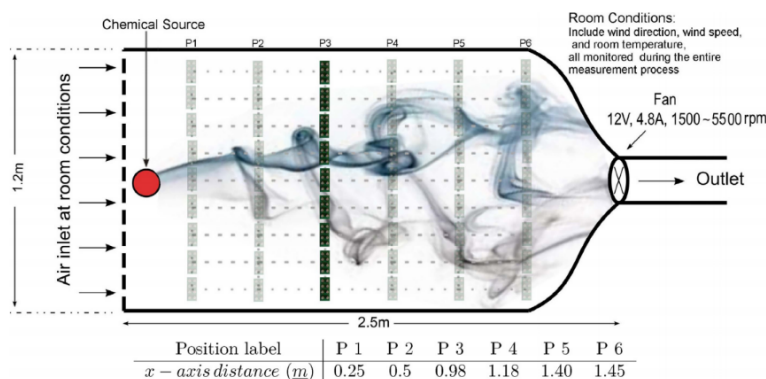 Chemical Source
Room Conditions:
Include wind direction, wind speed,
and room temperature,
all monitored during the entire
measurement process
P1 P2 P3 P4 P5 P6
Fan
12V, 4.8A, 1500~5500 rpm
1.2m
Air inlet at room conditions
Outlet
2.5m
Position label P 1 P 2 P 3 P 4 P 5 P 6
x − axis distance (m) 0.25 0.5 0.98 1.18 1.40 1.45